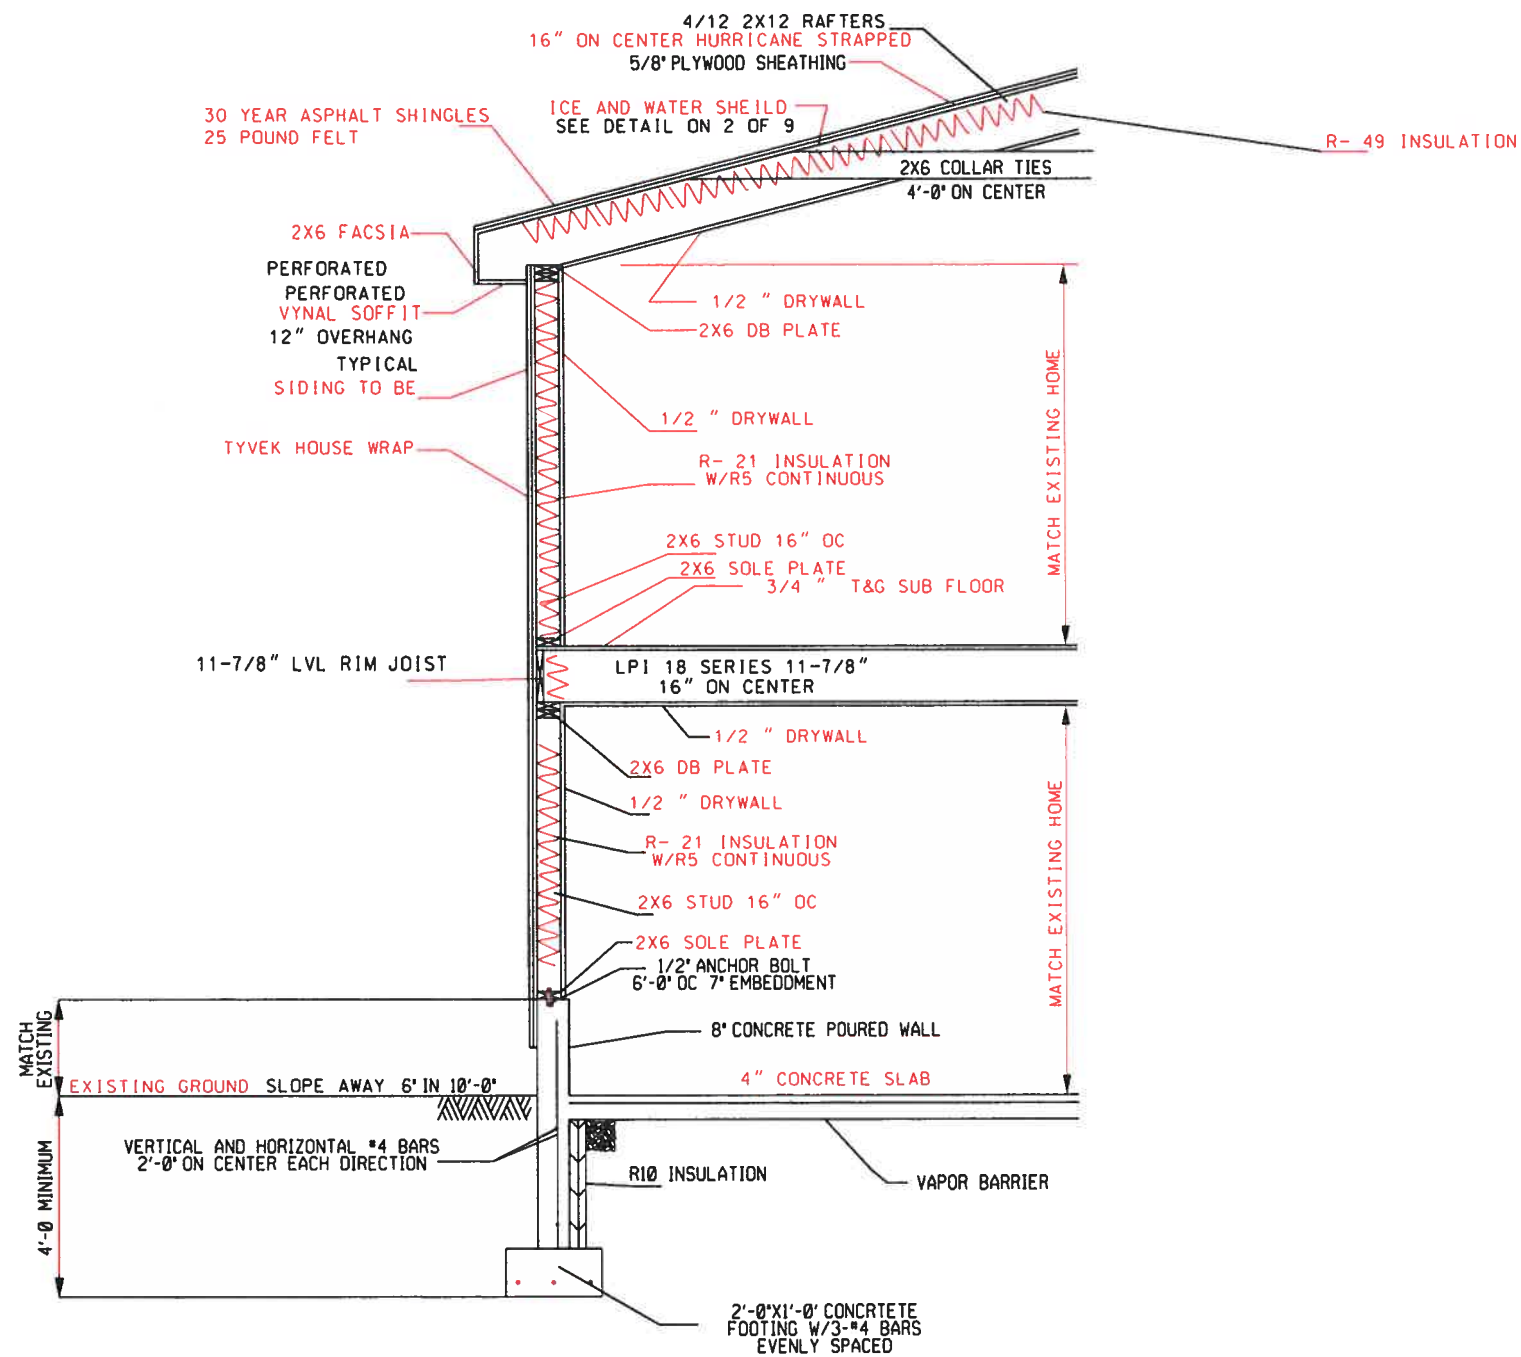 4/12 2X12 RAFTERS
16" ON CENTER HURRICANE STRAPPED
5/8" PLYWOOD SHEATHING
30 YEAR ASPHALT SHINGLES
25 POUND FELT
ICE AND WATER SHEILD
SEE DETAIL ON 2 OF 9
R- 49 INSULATION
2X6 COLLAR TIES
4'-0" ON CENTER
2X6 FACSIA
PERFORATED
PERFORATED
VYNAL SOFFIT
12" OVERHANG
TYPICAL
SIDING TO BE
1/2 " DRYWALL
2X6 DB PLATE
MATCH EXISTING HOME
1/2 " DRYWALL
TYVEK HOUSE WRAP
R- 21 INSULATION
W/R5 CONTINUOUS
2X6 STUD 16" OC
2X6 SOLE PLATE
3/4 " T&G SUB FLOOR
11-7/8" LVL RIM JOIST
LPI 18 SERIES 11-7/8"
16" ON CENTER
1/2 " DRYWALL
2X6 DB PLATE
1/2 " DRYWALL
MATCH EXISTING HOME
R- 21 INSULATION
W/R5 CONTINUOUS
2X6 STUD 16" OC
2X6 SOLE PLATE
1/2" ANCHOR BOLT
6'-0" OC 7" EMBEDDMENT
MATCH
EXISTING
8" CONCRETE POURED WALL
EXISTING GROUND SLOPE AWAY 6" IN 10'-0"
4" CONCRETE SLAB
4'-0 MINIMUM
VERTICAL AND HORIZONTAL #4 BARS
2'-0" ON CENTER EACH DIRECTION
R10 INSULATION
VAPOR BARRIER
2'-0"X1'-0' CONCRTETE
FOOTING W/3-#4 BARS
EVENLY SPACED